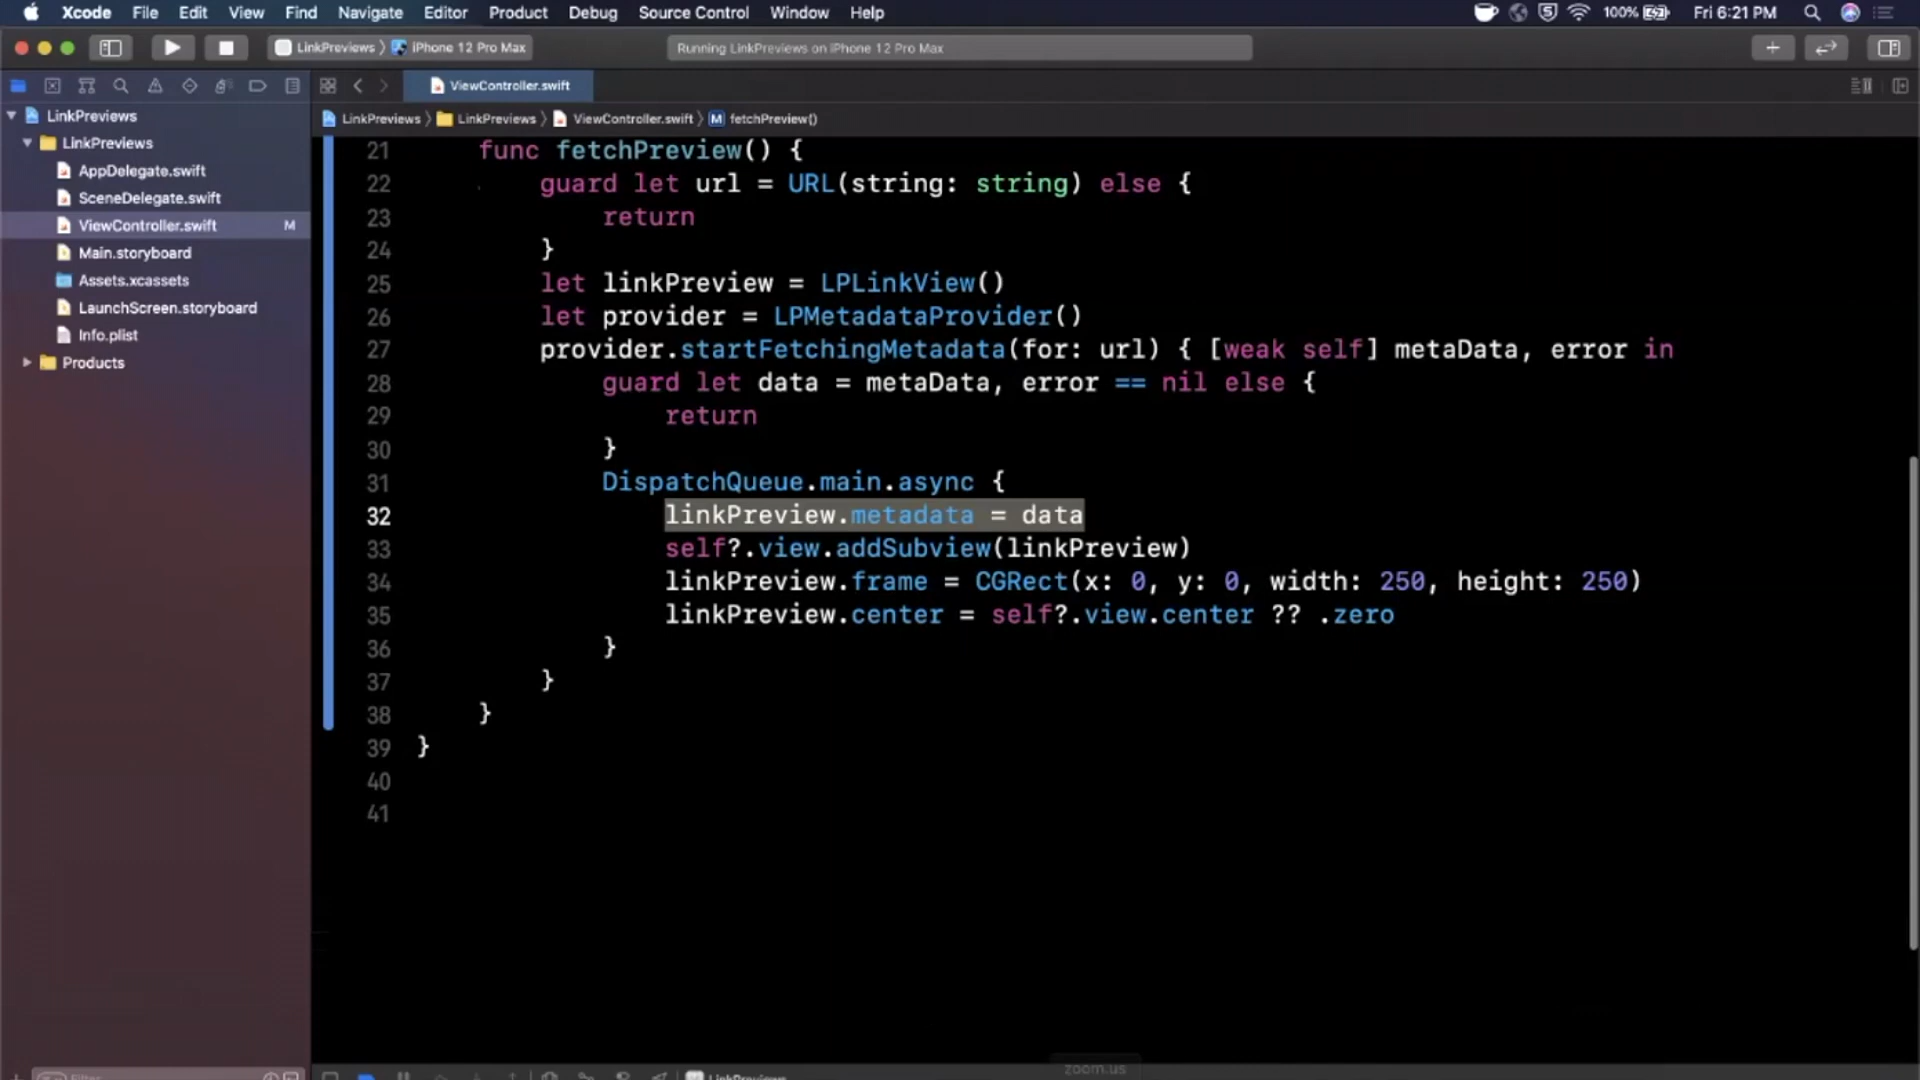 Xcode File Edit View Find Navigate Editor Product Debug Source Control Window Help 100% Fri 6:21 PM
LinkPreviews iPhone 12 Pro Max Running LinkPreviews on iPhone 12 Pro Max
ViewController.swift
LinkPreviews LinkPreviews ViewController.swift M fetchPreview()
LinkPreviews
LinkPreviews
AppDelegate.swift
SceneDelegate.swift
ViewController.swift M
Main.storyboard
Assets.xcassets
LaunchScreen.storyboard
Info.plist
Products
21 func fetchPreview() {
22 guard let url = URL(string: string) else {
23 return
24 }
25 let linkPreview = LPLinkView()
26 let provider = LPMetadataProvider()
27 provider.startFetchingMetadata(for: url) { [weak self] metaData, error in
28 guard let data = metaData, error == nil else {
29 return
30 }
31 DispatchQueue.main.async {
32 linkPreview.metadata = data
33 self?.view.addSubview(linkPreview)
34 linkPreview.frame = CGRect(x: 0, y: 0, width: 250, height: 250)
35 linkPreview.center = self?.view.center ?? .zero
36 }
37 }
38 }
39 }
40
41
zoom.us
Filter
LinkPreviews